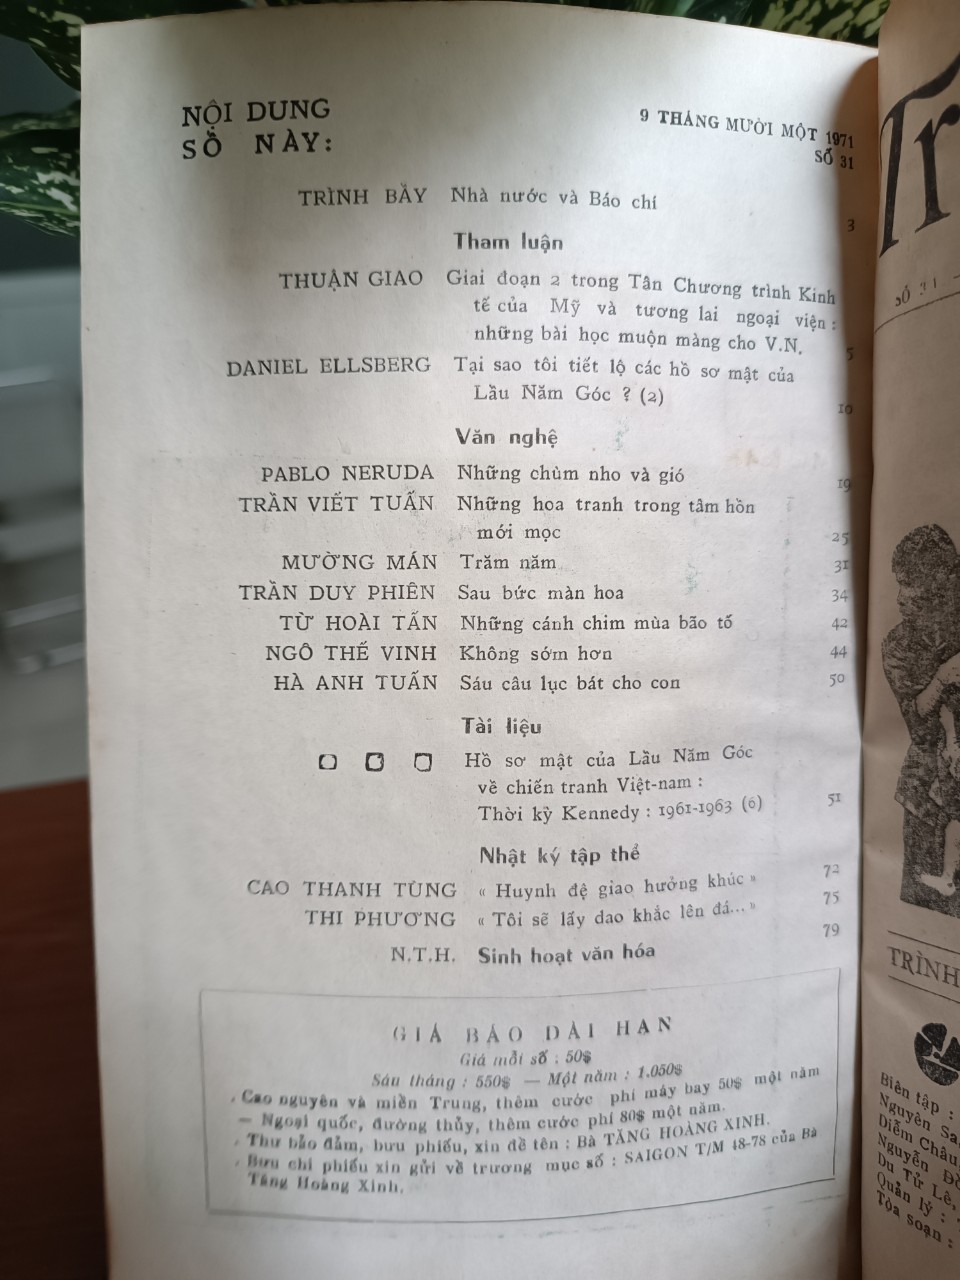 NỘI DUNG
SỐ NÀY:
9 THÁNG MƯỜI MỘT 1971
SỐ 31
TRÌNH BẦY Nhà nước và Báo chí 3
Tham luận
THUẬN GIAO Giai đoạn 2 trong Tân Chương trình Kinh
tế của Mỹ và tương lai ngoại viện :
những bài học muộn màng cho V.N. 5
DANIEL ELLSBERG Tại sao tôi tiết lộ các hồ sơ mật của
Lầu Năm Góc ? (2) 10
Văn nghệ
PABLO NERUDA Những chùm nho và gió 19
TRẦN VIẾT TUẤN Những họa tranh trong tâm hồn
mới mọc 25
MƯỜNG MÁN Trăm năm 31
TRẦN DUY PHIÊN Sau bức màn hoa 34
TỪ HOÀI TẤN Những cánh chim mùa bão tố 42
NGÔ THẾ VINH Không sớm hơn 44
HÀ ANH TUẤN Sáu câu lục bát cho con 50
Tài liệu
Hồ sơ mật của Lầu Năm Góc
về chiến tranh Việt-nam :
Thời kỳ Kennedy : 1961-1963 (6) 51
Nhật ký tập thể
CAO THANH TÙNG « Huynh đệ giao hưởng khúc » 72
THI PHƯƠNG « Tôi sẽ lấy dao khắc lên đá... » 75
N.T.H. Sinh hoạt văn hóa 79
GIÁ BÁO DÀI HẠN
Giá mỗi số : 50$
Sáu tháng : 550$ — Một năm : 1.050$
. Cao nguyên và miền Trung, thêm cước phí máy bay 50$ một năm
— Ngoại quốc, đường thủy, thêm cước phí 80$ một năm.
. Thư bảo đảm, bưu phiếu, xin đề tên : Bà TĂNG HOÀNG XINH.
. Bưu chi phiếu xin gửi về trương mục số : SAIGON T/M 48-78 của Bà
Tăng Hoàng Xinh.
Tr
SỐ 31
TRÌNH
Biên tập :
Nguyên Sa,
Diễm Châu,
Nguyễn Đồ
Du Tử Lê,
Quản lý :
Tòa soạn :